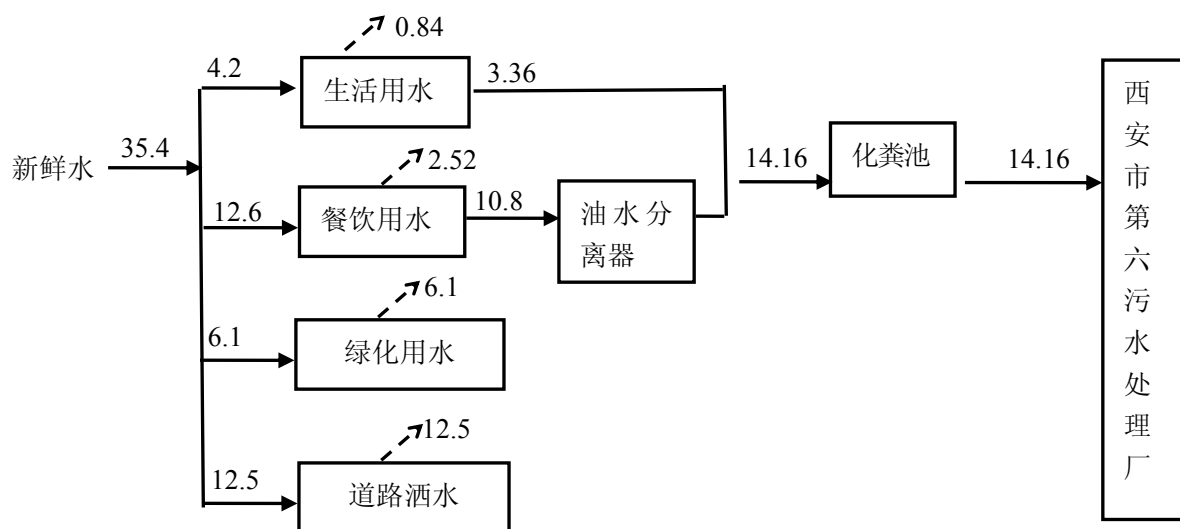 0.84
4.2
生活用水
3.36
新鲜水
35.4
2.52
12.6
餐饮用水
10.8
油水分
离器
14.16
化粪池
14.16
6.1
6.1
绿化用水
12.5
12.5
道路洒水
西
安
市
第
六
污
水
处
理
厂